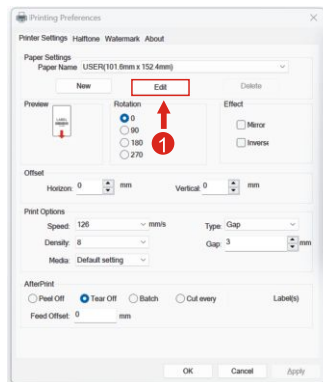 Printing Preferences
Printer Settings Halftone Watermark About
Paper Settings
Paper Name USER(101.6mm x 152.4mm)
New Edit Delete
Preview Rotation Effect
LABEL 0 Mirror
90
180 Inverse
270
1
Offset
Horizon: 0 mm Vertical: 0 mm
Print Options
Speed: 126 mm/s Type: Gap
Density: 8 Gap: 3 mm
Media: Default setting
AfterPrint
Peel Off Tear Off Batch Cut every Label(s)
Feed Offset: 0 mm
OK Cancel Apply